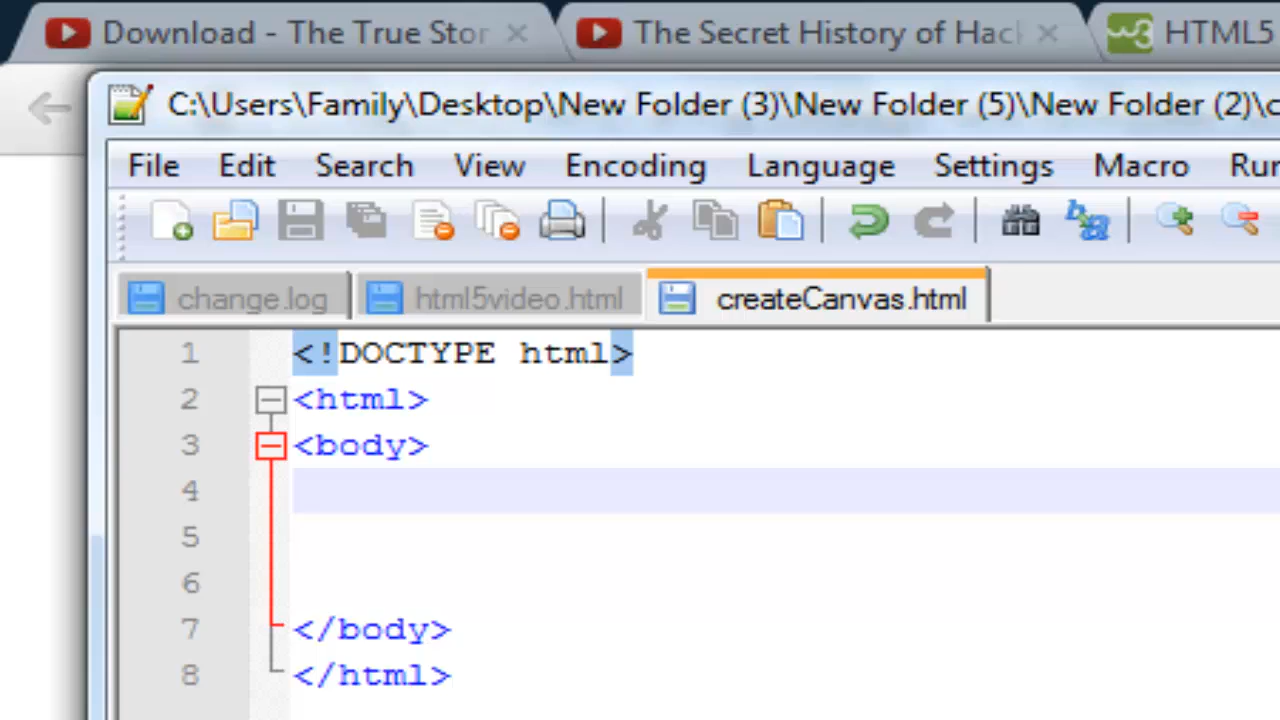 Download - The True Stor
The Secret History of Hac
HTML5
C:\Users\Family\Desktop\New Folder (3)\New Folder (5)\New Folder (2)\c
File Edit Search View Encoding Language Settings Macro Run
change.log html5video.html createCanvas.html
1 <!DOCTYPE html>
2 <html>
3 <body>
4
5
6
7 </body>
8 </html>